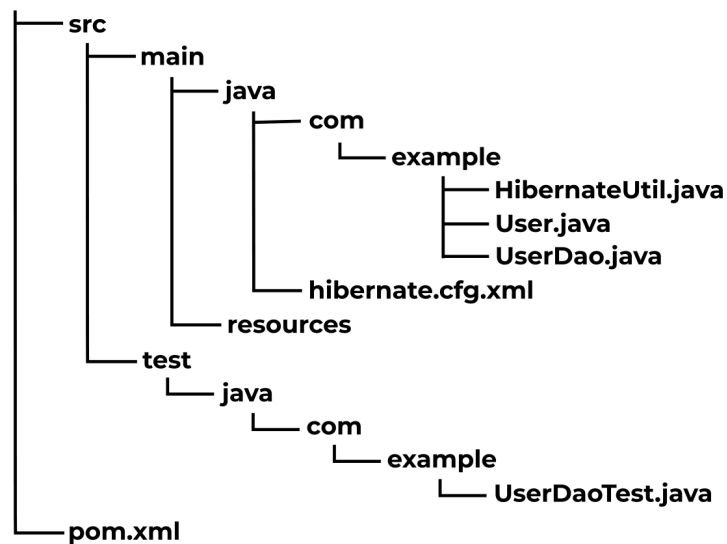 src
main
java
com
example
HibernateUtil.java
User.java
UserDao.java
hibernate.cfg.xml
resources
test
java
com
example
UserDaoTest.java
pom.xml